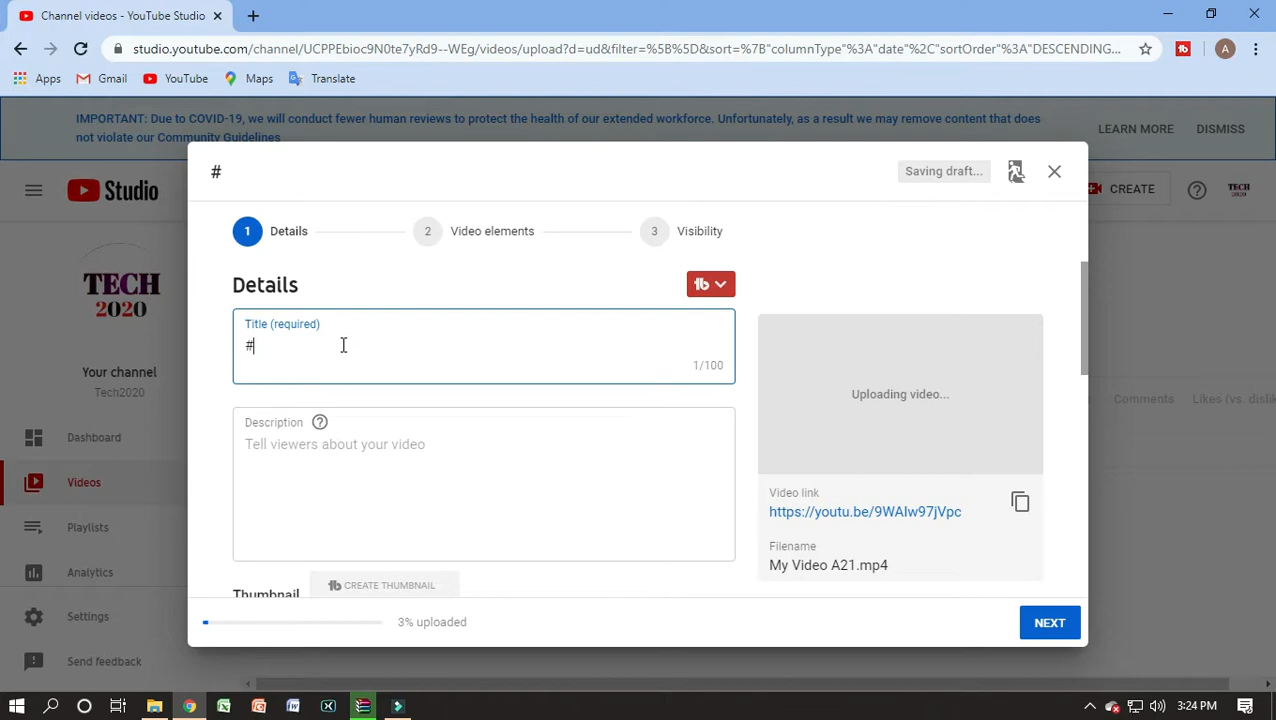 Channel videos - YouTube Studio
studio.youtube.com/channel/UCPPEbioc9N0te7yRd9--WEg/videos/upload?d=ud&filter=%5B%5D&sort=%7B"columnType"%3A"date"%2C"sortOrder"%3A"DESCENDING...
A
Apps
Gmail
YouTube
Maps
Translate
IMPORTANT: Due to COVID-19, we will conduct fewer human reviews to protect the health of our extended workforce. Unfortunately, as a result we may remove content that does
not violate our Community Guidelines
LEARN MORE
DISMISS
Studio
CREATE
TECH
2020
#
Saving draft...
1 Details
2 Video elements
3 Visibility
TECH
2020
Your channel
Tech2020
Dashboard
Videos
Playlists
Analytics
Settings
Send feedback
Details
tb
Title (required)
#
1/100
Description
Tell viewers about your video
Thumbnail
tb CREATE THUMBNAIL
Uploading video...
Video link
https://youtu.be/9WAIw97jVpc
Filename
My Video A21.mp4
Comments
Likes (vs. dislik
3% uploaded
NEXT
3:24 PM